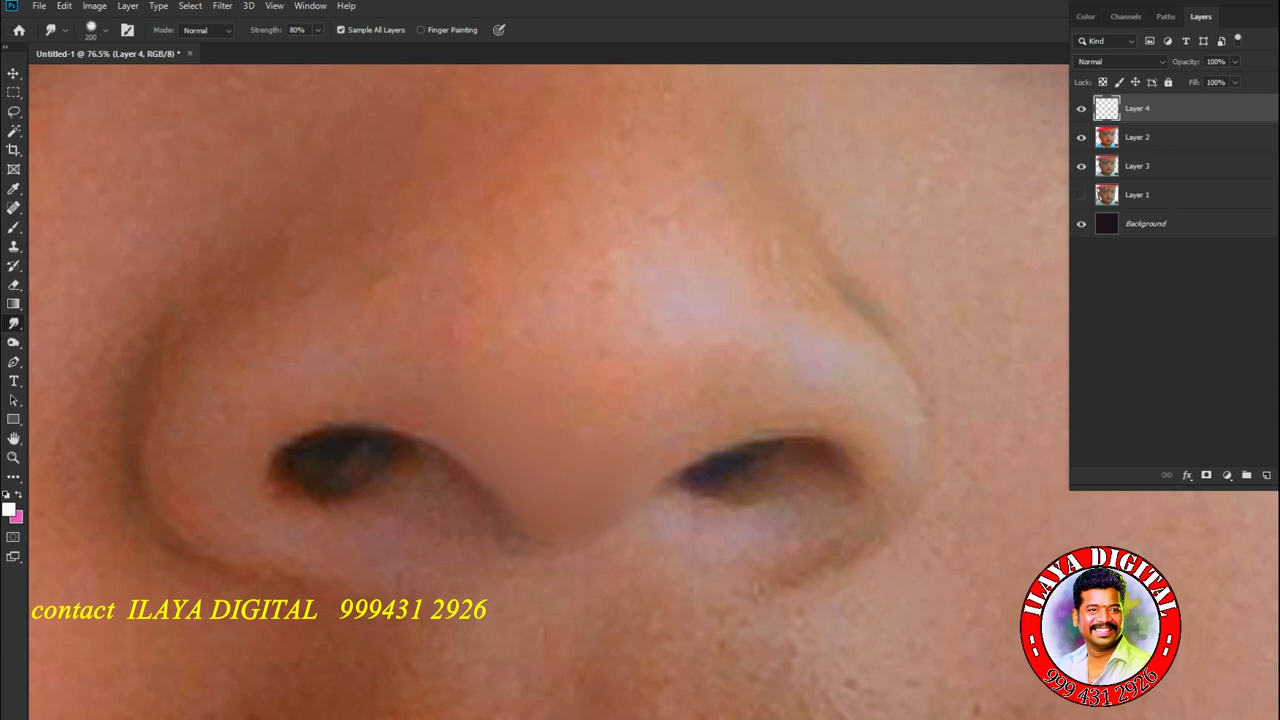 File Edit Image Layer Type Select Filter 3D View Window Help
200 Mode: Normal Strength: 80% Sample All Layers Finger Painting
Untitled-1 @ 76.5% (Layer 4, RGB/8) *
Color Channels Paths Layers
Kind
Normal Opacity: 100%
Lock: Fill: 100%
Layer 4
Layer 2
Layer 3
Layer 1
Background
contact ILAYA DIGITAL 999431 2926
ILAYA DIGITAL
999 431 2926